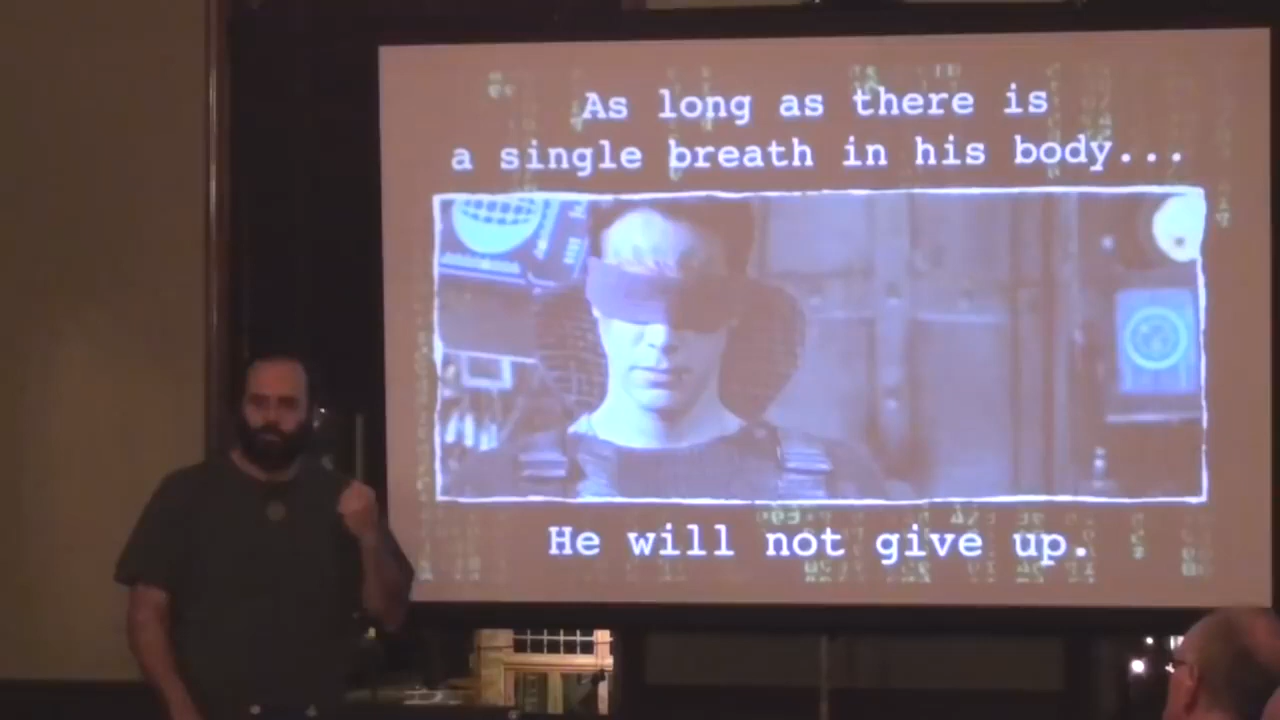 As long as there is
a single breath in his body...
He will not give up.